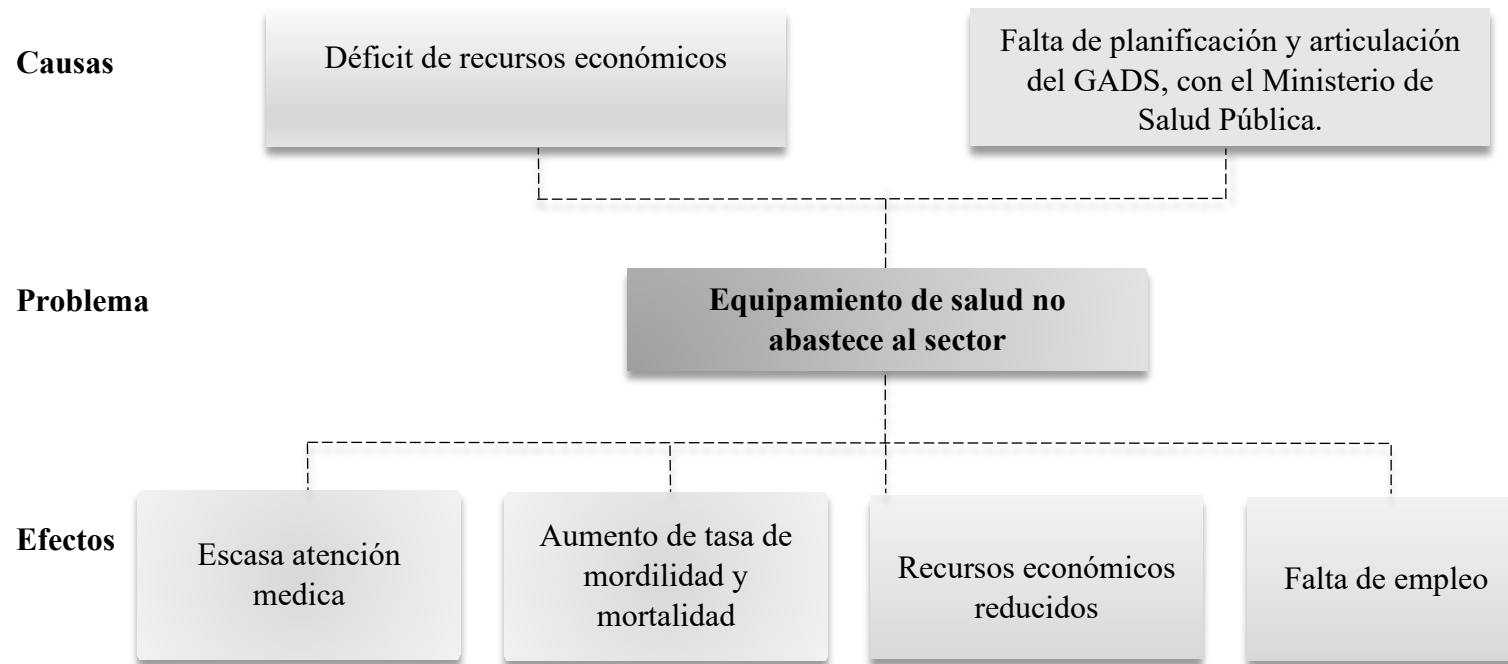 Causas
Déficit de recursos económicos
Falta de planificación y articulación
del GADS, con el Ministerio de
Salud Pública.
Problema
Equipamiento de salud no
abastece al sector
Efectos
Escasa atención
medica
Aumento de tasa de
mordilidad y
mortalidad
Recursos económicos
reducidos
Falta de empleo